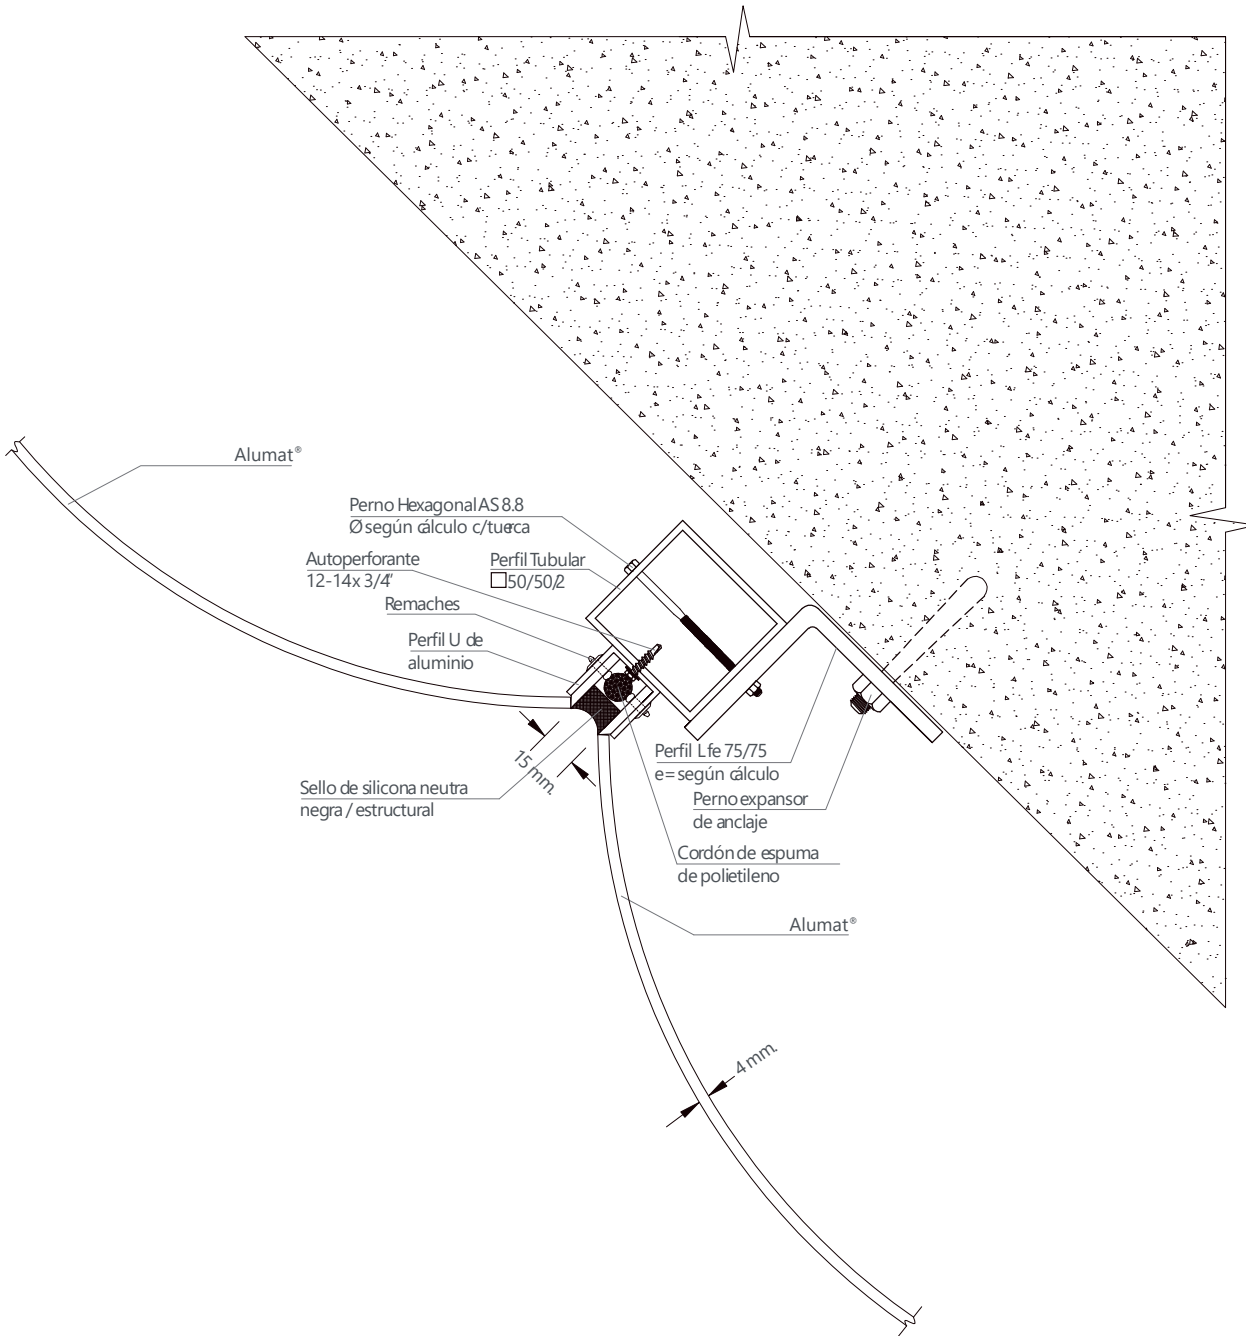 Alumat®
Perno Hexagonal AS 8.8
Ø según cálculo c/tuerca
Autoperforante
12-14x 3/4"
Perfil Tubular
□50/50/2
Remaches
Perfil U de
aluminio
15 mm.
Sello de silicona neutra
negra / estructural
Perfil L fe 75/75
e= según cálculo
Perno expansor
de anclaje
Cordón de espuma
de polietileno
Alumat®
4 mm.